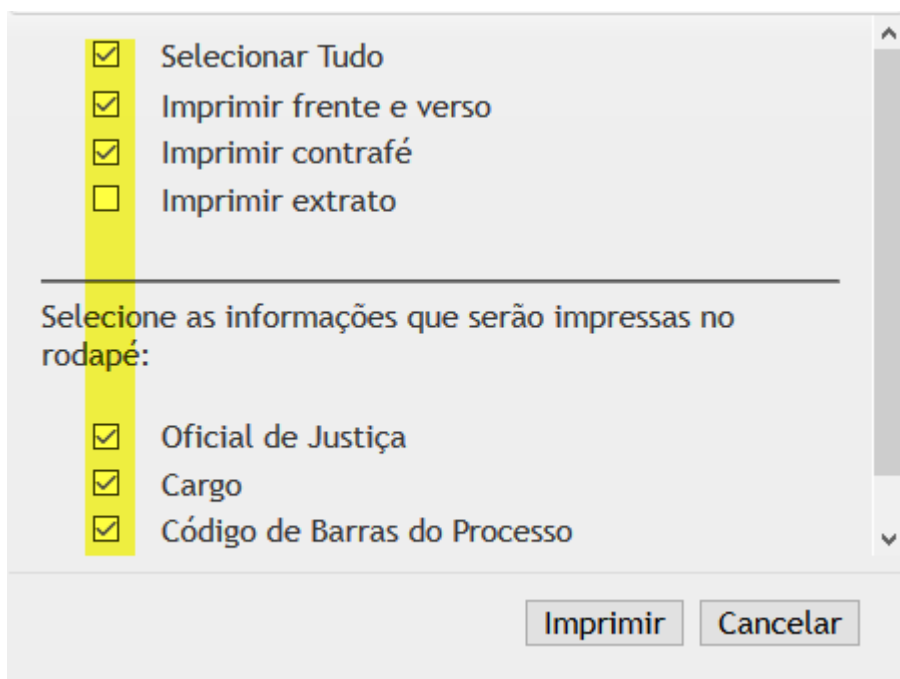 Selecionar Tudo
Imprimir frente e verso
Imprimir contrafé
Imprimir extrato
Selecione as informações que serão impressas no
rodapé:
Oficial de Justiça
Cargo
Código de Barras do Processo
Imprimir Cancelar